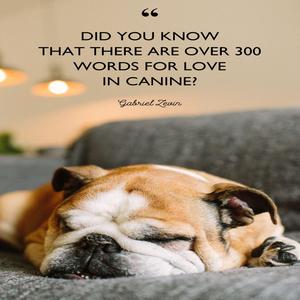 “
DID YOU KNOW
THAT THERE ARE OVER 300
WORDS FOR LOVE
IN CANINE?
Gabriel Zevin